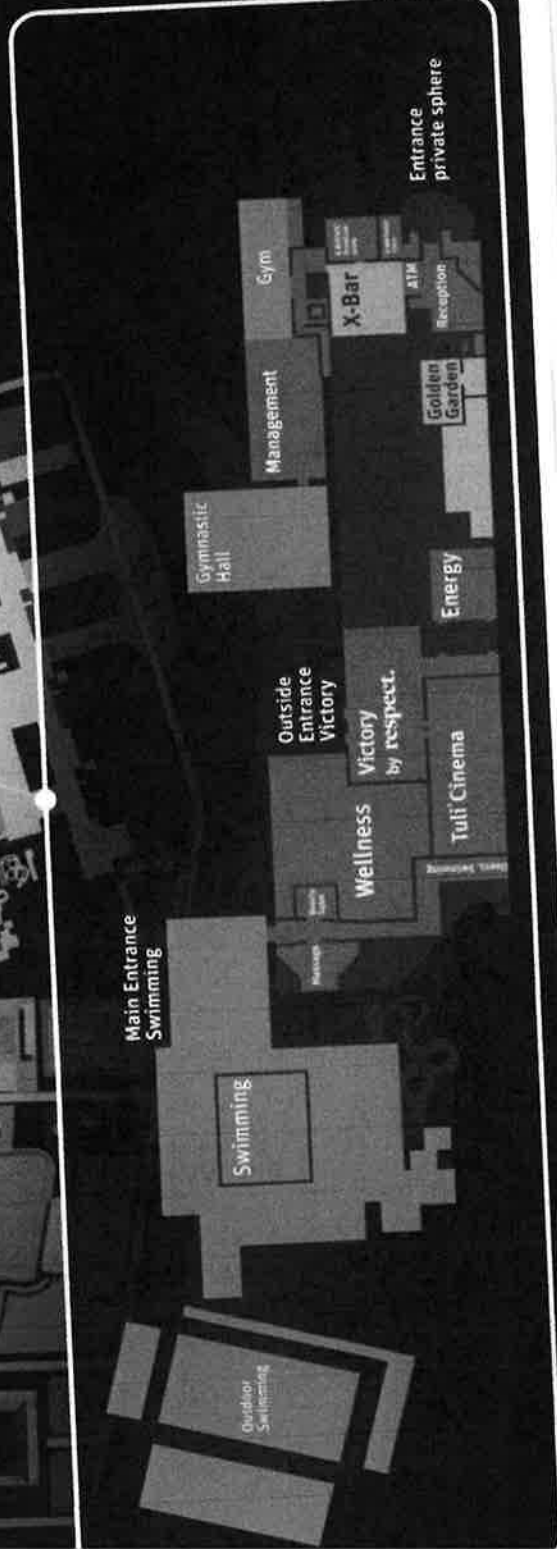 Outdoor
Swimming
Swimming
Main Entrance
Swimming
Massage
Wellness
Outside
Entrance
Victory
Victory
by respect.
Tuli Cinema
Gymnastic
Hall
Energy
Management
Golden
Garden
Gym
X-Bar
ATM
Reception
Entrance
private sphere